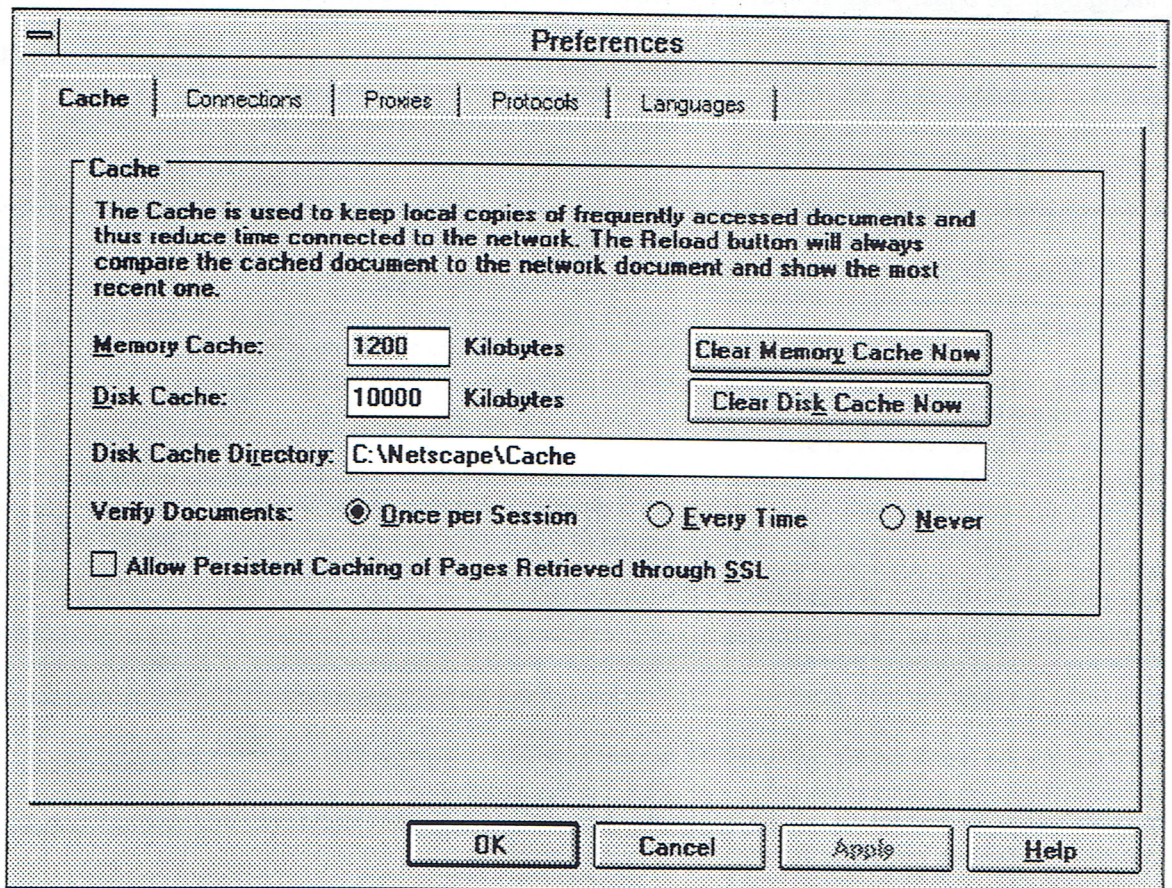 Preferences
Cache Connections Proxies Protocols Languages
Cache
The Cache is used to keep local copies of frequently accessed documents and
thus reduce time connected to the network. The Reload button will always
compare the cached document to the network document and show the most
recent one.
Memory Cache: 1200 Kilobytes Clear Memory Cache Now
Disk Cache: 10000 Kilobytes Clear Disk Cache Now
Disk Cache Directory: C:\Netscape\Cache
Verify Documents: Once per Session Every Time Never
Allow Persistent Caching of Pages Retrieved through SSL
OK Cancel Apply Help